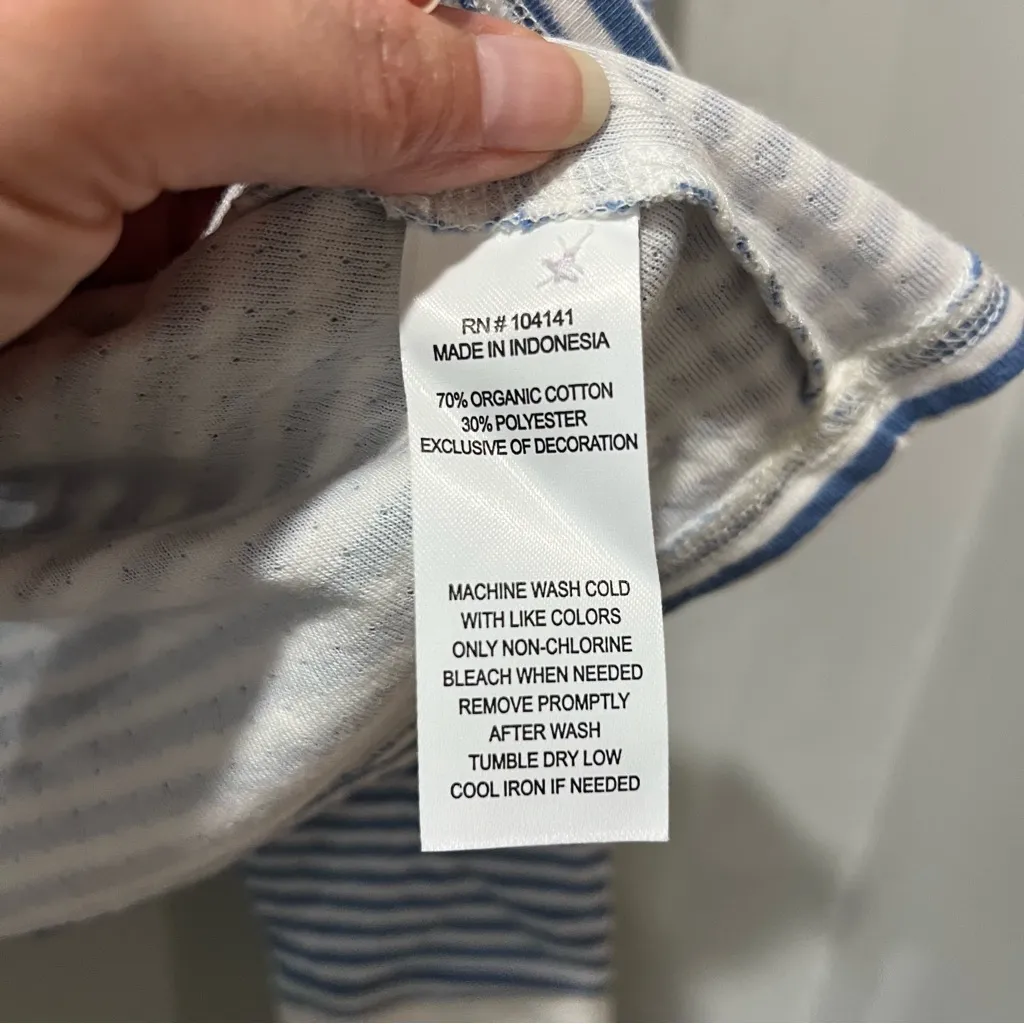 RN # 104141
MADE IN INDONESIA
70% ORGANIC COTTON
30% POLYESTER
EXCLUSIVE OF DECORATION
MACHINE WASH COLD
WITH LIKE COLORS
ONLY NON-CHLORINE
BLEACH WHEN NEEDED
REMOVE PROMPTLY
AFTER WASH
TUMBLE DRY LOW
COOL IRON IF NEEDED